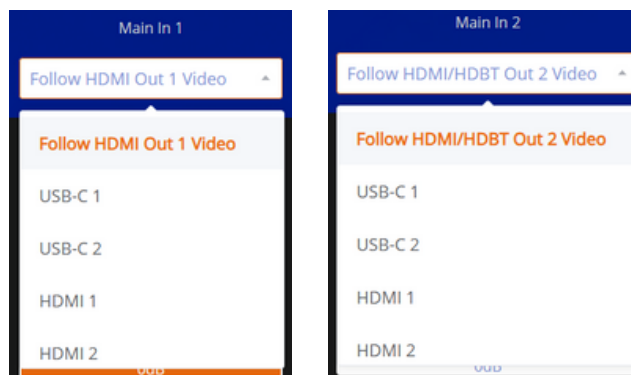 Main In 1
Follow HDMI Out 1 Video
Follow HDMI Out 1 Video
USB-C 1
USB-C 2
HDMI 1
HDMI 2
0dB
Main In 2
Follow HDMI/HDBT Out 2 Video
Follow HDMI/HDBT Out 2 Video
USB-C 1
USB-C 2
HDMI 1
HDMI 2
0dB